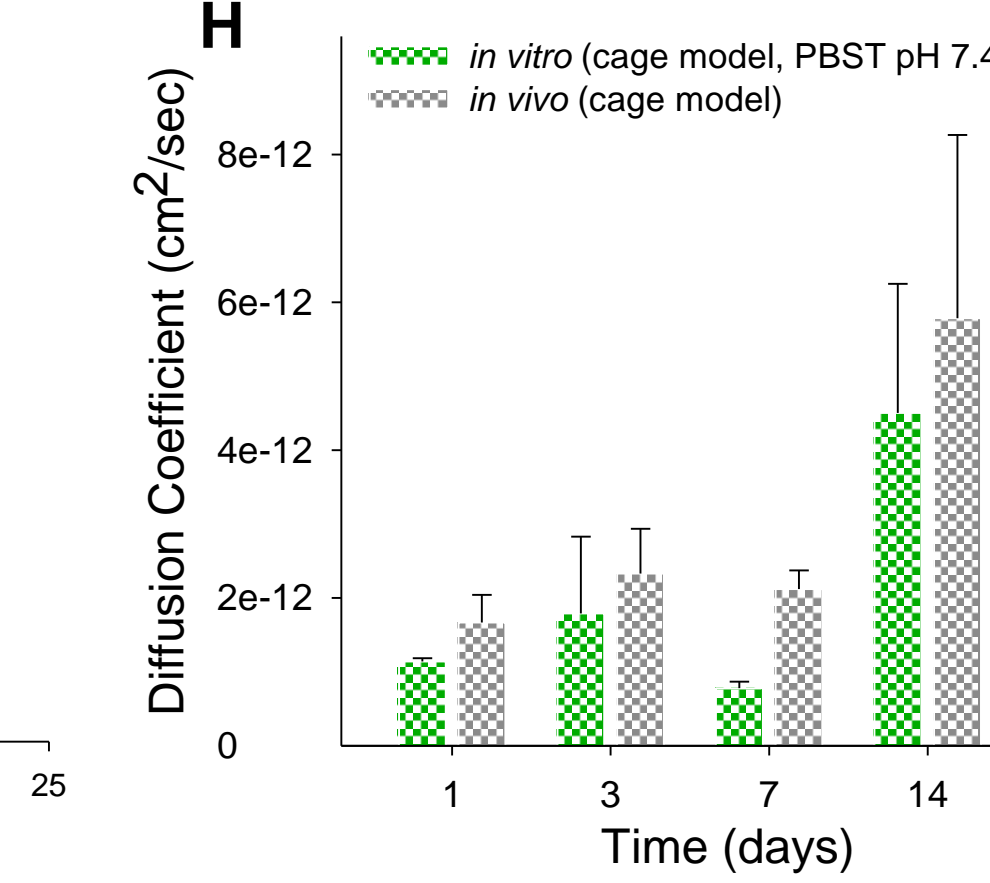 H
in vitro (cage model, PBST pH 7.4
in vivo (cage model)
Diffusion Coefficient (cm²/sec)
8e-12
6e-12
4e-12
2e-12
0
1 3 7 14
Time (days)
25